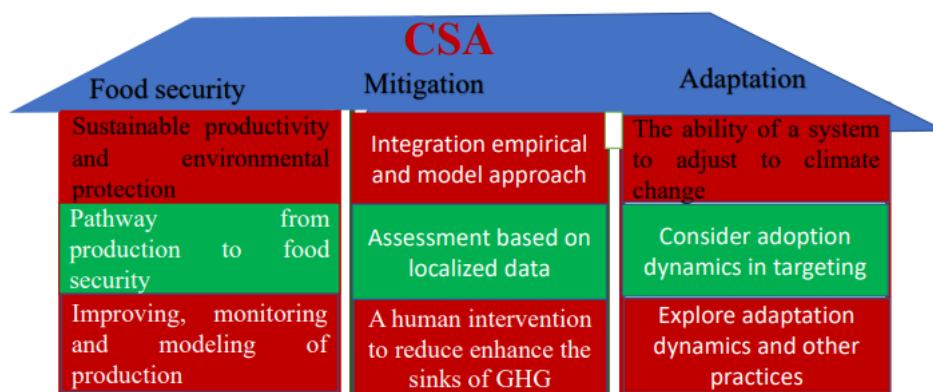 CSA
Food security
Mitigation
Adaptation
Sustainable productivity
and environmental
protection
Pathway from
production to food
security
Improving, monitoring
and modeling of
production
Integration empirical
and model approach
Assessment based on
localized data
A human intervention
to reduce enhance the
sinks of GHG
The ability of a system
to adjust to climate
change
Consider adoption
dynamics in targeting
Explore adaptation
dynamics and other
practices